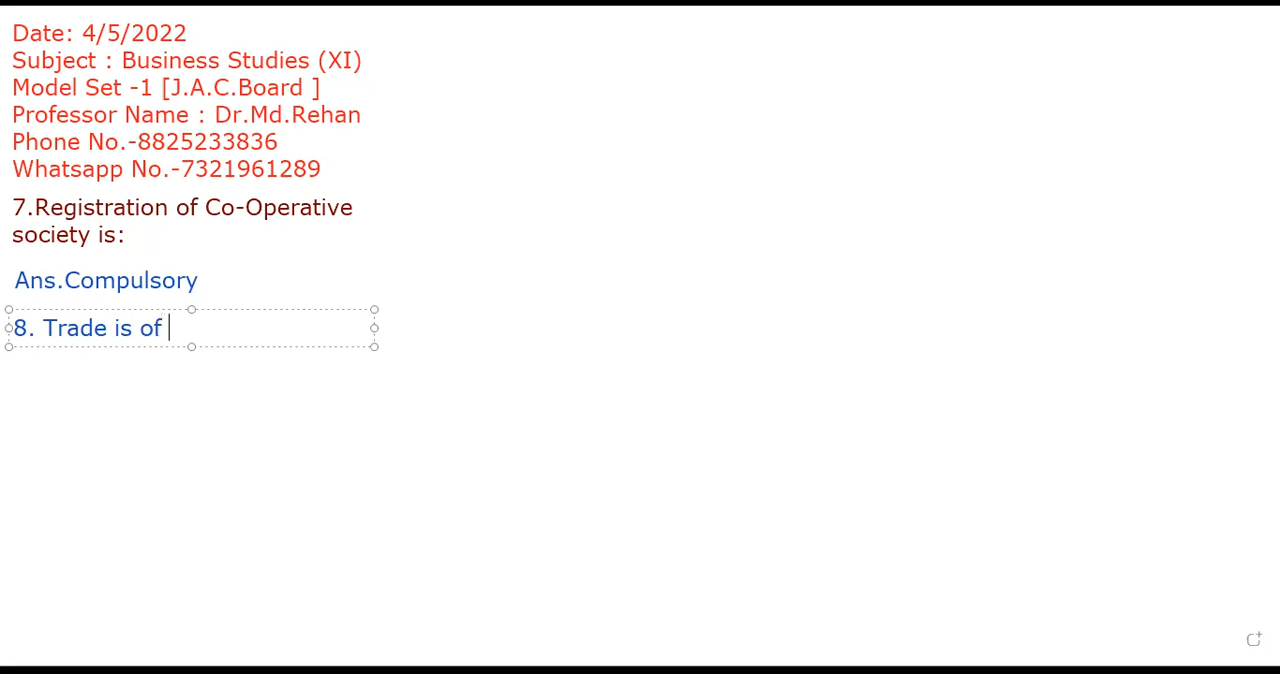 Date: 4/5/2022
Subject : Business Studies (XI)
Model Set -1 [J.A.C.Board ]
Professor Name : Dr.Md.Rehan
Phone No.-8825233836
Whatsapp No.-7321961289
7.Registration of Co-Operative
society is:
Ans.Compulsory
8. Trade is of